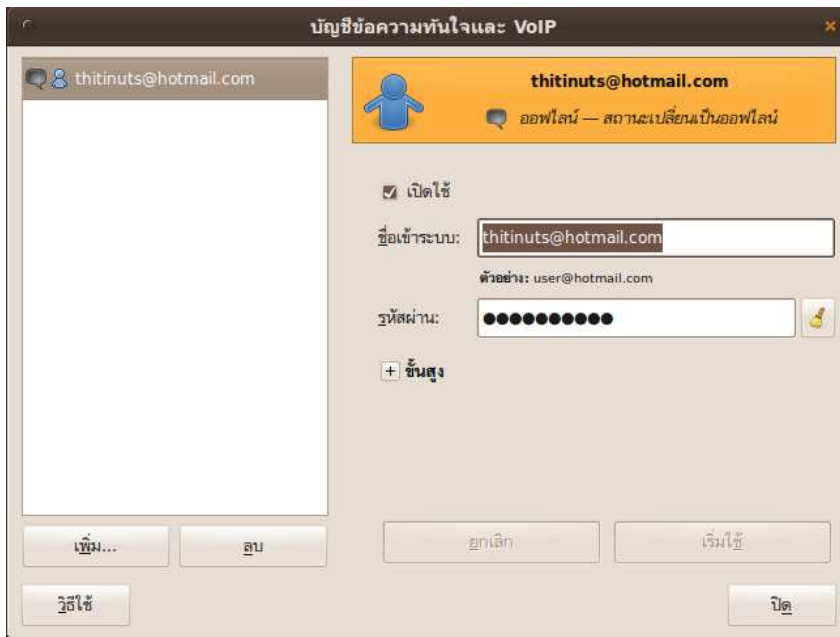 บัญชีข้อความทันใจและ VoIP
thitinuts@hotmail.com
thitinuts@hotmail.com
ออฟไลน์ — สถานะเปลี่ยนเป็นออฟไลน์
เปิดใช้
ชื่อเข้าระบบ: thitinuts@hotmail.com
ตัวอย่าง: user@hotmail.com
รหัสผ่าน: ●●●●●●●●●●
ขั้นสูง
เพิ่ม... ลบ
ยกเลิก เริ่มใช้
วิธีใช้ ปิด